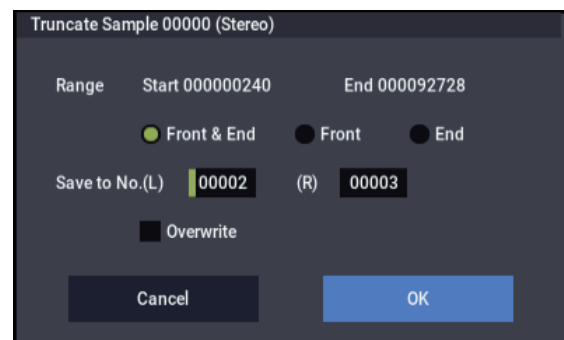 Truncate Sample 00000 (Stereo)
Range Start 000000240 End 000092728
Front & End Front End
Save to No.(L) 00002 (R) 00003
Overwrite
Cancel OK